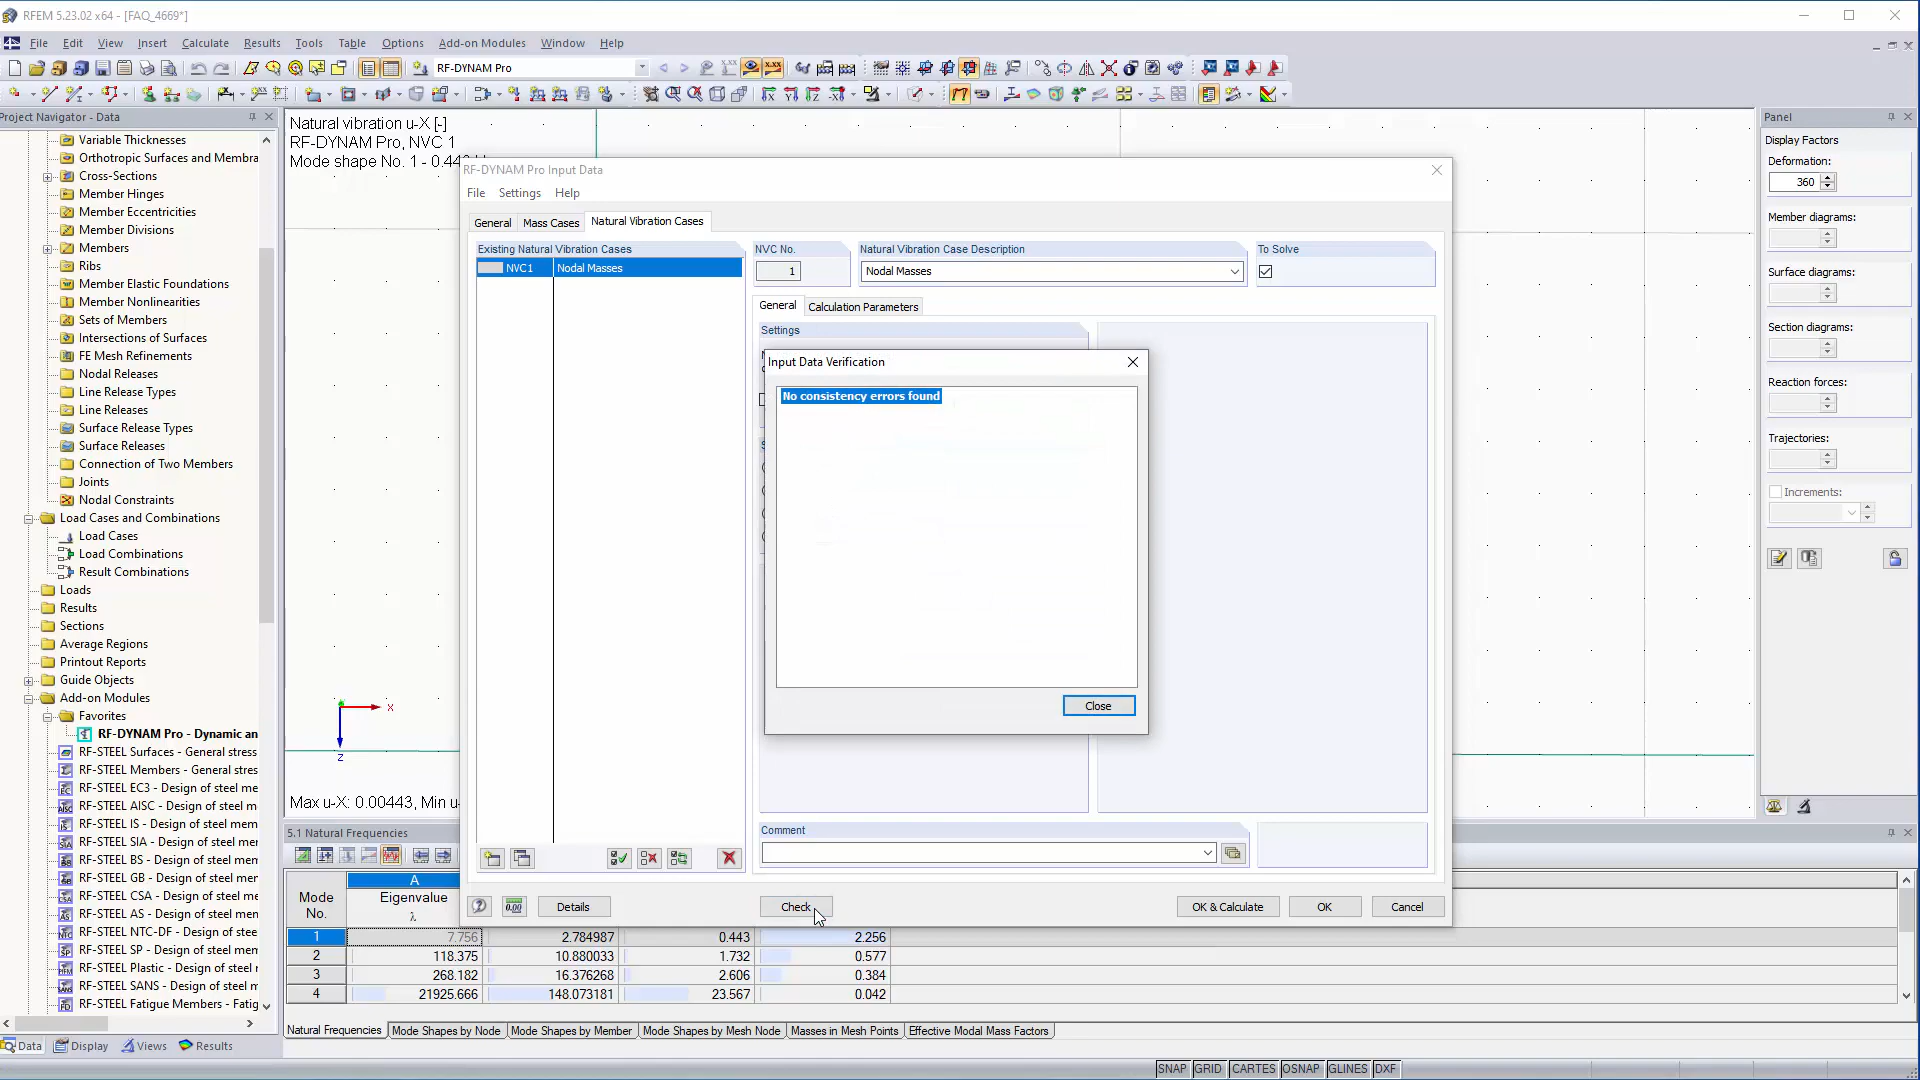 RFEM 5.23.02 x64 - [FAQ_4669*]
File Edit View Insert Calculate Results Tools Table Options Add-on Modules Window Help
RF-DYNAM Pro
Project Navigator - Data
Variable Thicknesses
Orthotropic Surfaces and Membra
Cross-Sections
Member Hinges
Member Eccentricities
Member Divisions
Members
Ribs
Member Elastic Foundations
Member Nonlinearities
Sets of Members
Intersections of Surfaces
FE Mesh Refinements
Nodal Releases
Line Release Types
Line Releases
Surface Release Types
Surface Releases
Connection of Two Members
Joints
Nodal Constraints
Load Cases and Combinations
Load Cases
Load Combinations
Result Combinations
Loads
Results
Sections
Average Regions
Printout Reports
Guide Objects
Add-on Modules
Favorites
RF-DYNAM Pro - Dynamic an
RF-STEEL Surfaces - General stress
RF-STEEL Members - General stres
RF-STEEL EC3 - Design of steel me
RF-STEEL AISC - Design of steel m
RF-STEEL IS - Design of steel mem
RF-STEEL SIA - Design of steel me
RF-STEEL BS - Design of steel mer
RF-STEEL GB - Design of steel mer
RF-STEEL CSA - Design of steel me
RF-STEEL AS - Design of steel mer
RF-STEEL NTC-DF - Design of stee
RF-STEEL SP - Design of steel mer
RF-STEEL Plastic - Design of steel r
RF-STEEL SANS - Design of steel m
RF-STEEL Fatigue Members - Fatig
Data Display Views Results
Natural vibration u-X [-]
RF-DYNAM Pro, NVC 1
Mode shape No. 1 - 0.44
x
z
Max u-X: 0.00443, Min u-
RF-DYNAM Pro Input Data
File Settings Help
General Mass Cases Natural Vibration Cases
Existing Natural Vibration Cases
NVC1 Nodal Masses
NVC No.
1
Natural Vibration Case Description
Nodal Masses
To Solve
General Calculation Parameters
Settings
Input Data Verification
No consistency errors found
Close
Comment
Details Check OK & Calculate OK Cancel
5.1 Natural Frequencies
A
Mode
No.
Eigenvalue
λ
1 7.756 2.784987 0.443 2.256
2 118.375 10.880033 1.732 0.577
3 268.182 16.376268 2.606 0.384
4 21925.666 148.073181 23.567 0.042
Natural Frequencies Mode Shapes by Node Mode Shapes by Member Mode Shapes by Mesh Node Masses in Mesh Points Effective Modal Mass Factors
Panel
Display Factors
Deformation:
360
Member diagrams:
Surface diagrams:
Section diagrams:
Reaction forces:
Trajectories:
Increments:
SNAP GRID CARTES OSNAP GLINES DXF